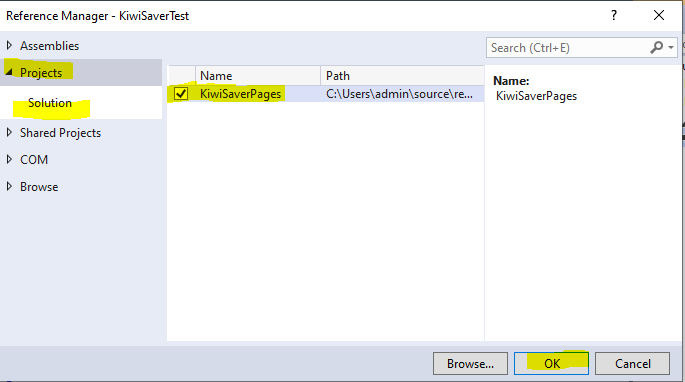 Reference Manager - KiwiSaverTest
Assemblies
Projects
Solution
Shared Projects
COM
Browse
Search (Ctrl+E)
Name Path
KiwiSaverPages C:\Users\admin\source\re...
Name:
KiwiSaverPages
Browse... OK Cancel